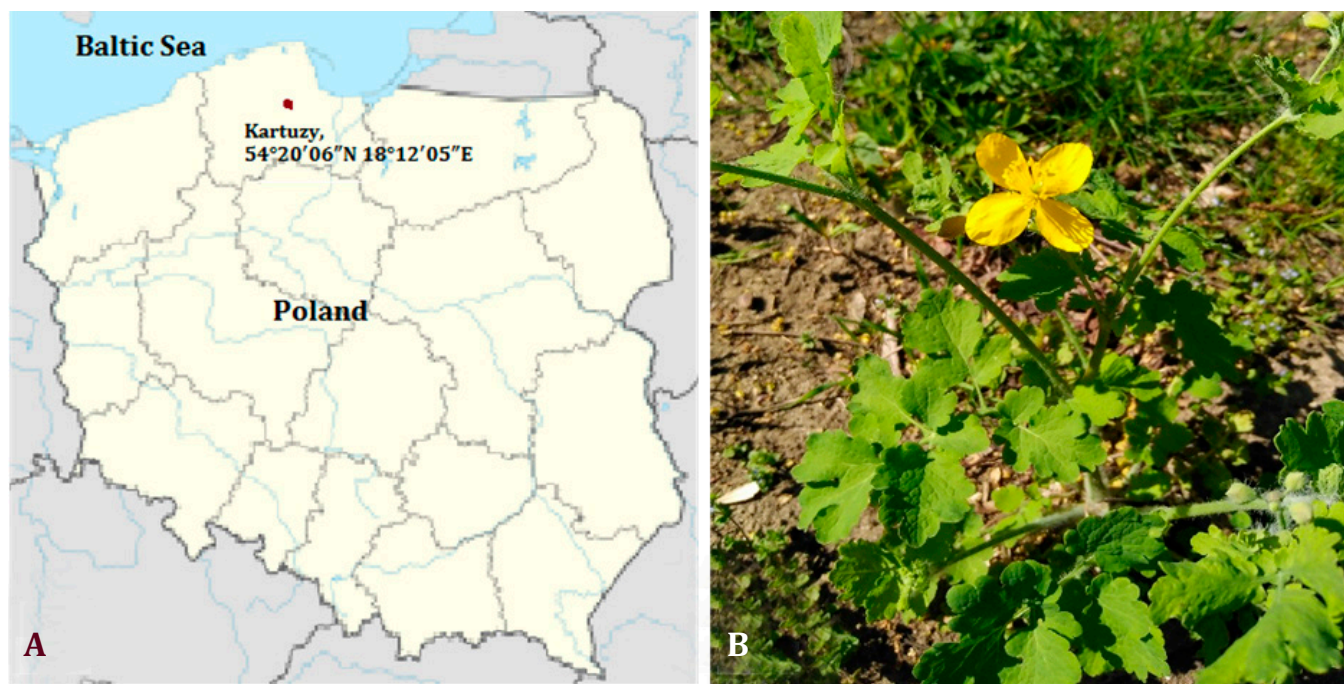 Baltic Sea
Kartuzy,
54°20′06″N 18°12′05″E
Poland
A
B